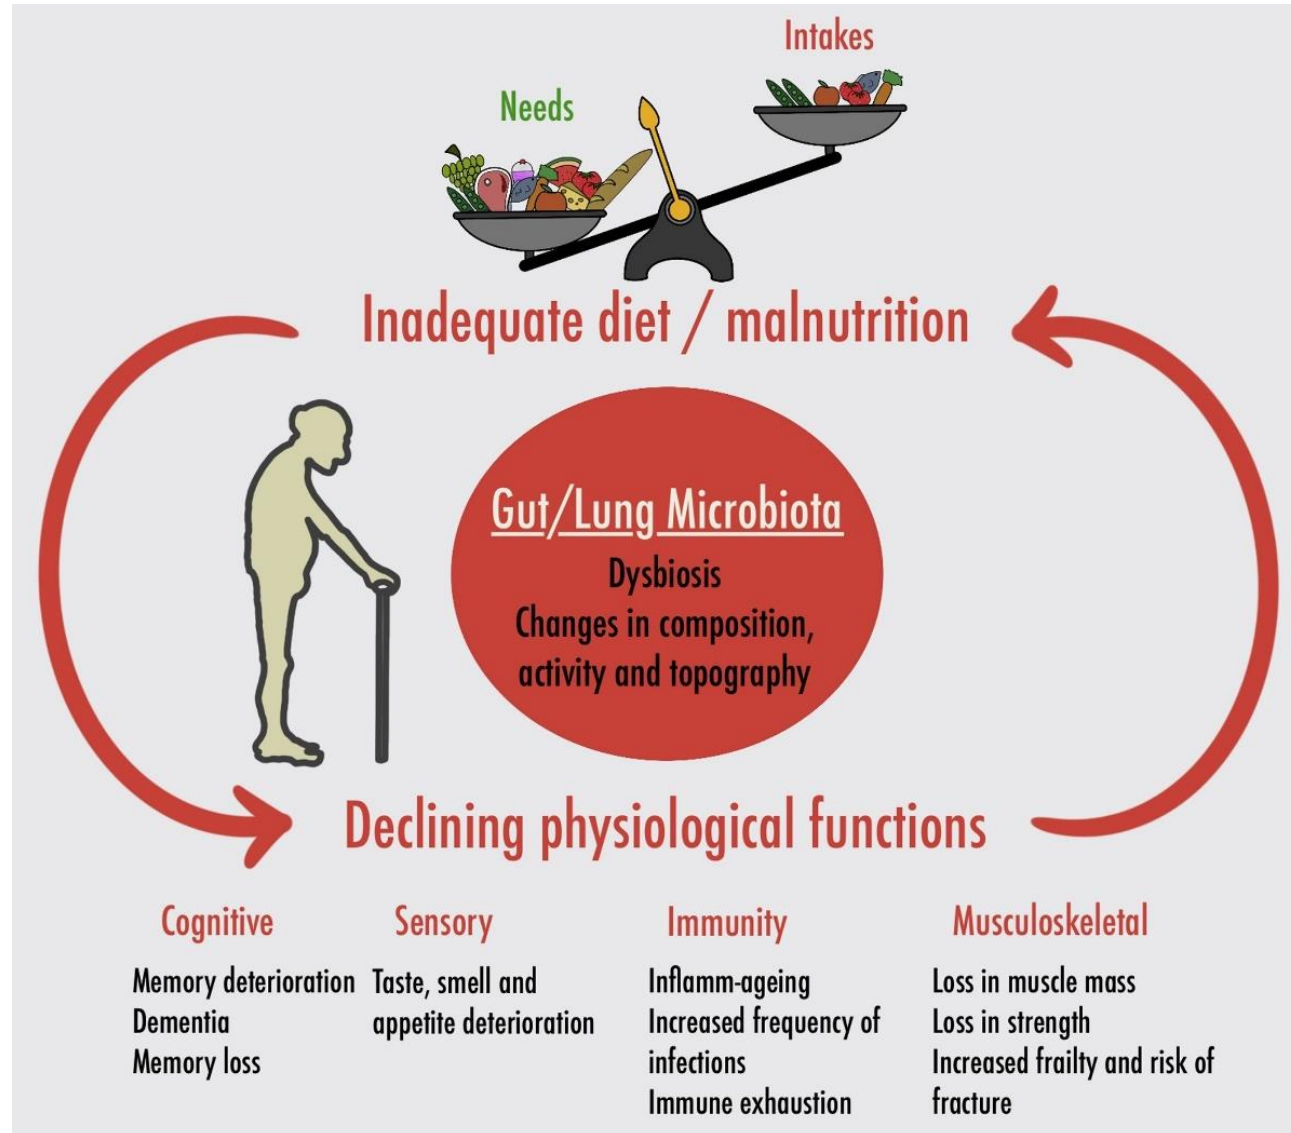 Intakes
Needs
Inadequate diet / malnutrition
Gut/Lung Microbiota
Dysbiosis
Changes in composition,
activity and topography
Declining physiological functions
Cognitive
Memory deterioration
Dementia
Memory loss
Sensory
Taste, smell and
appetite deterioration
Immunity
Inflamm-ageing
Increased frequency of
infections
Immune exhaustion
Musculoskeletal
Loss in muscle mass
Loss in strength
Increased frailty and risk of
fracture